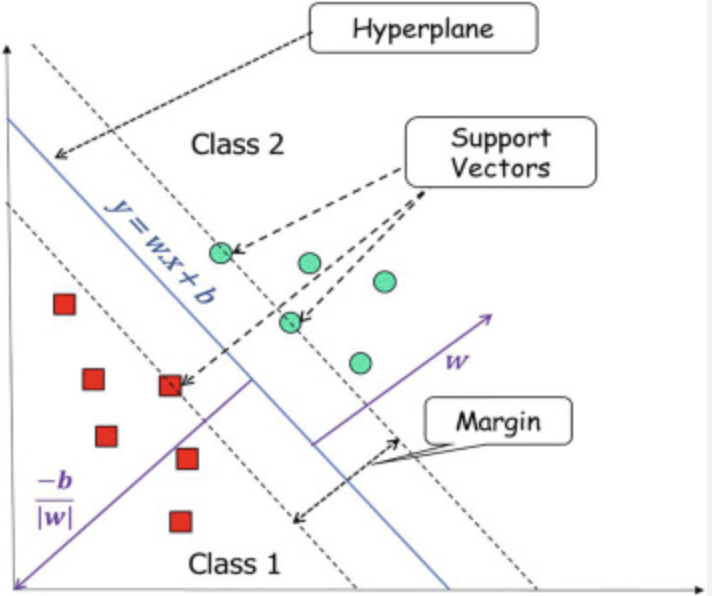 Hyperplane
Class 2
Support
Vectors
y = wx + b
w
Margin
-b
|w|
Class 1